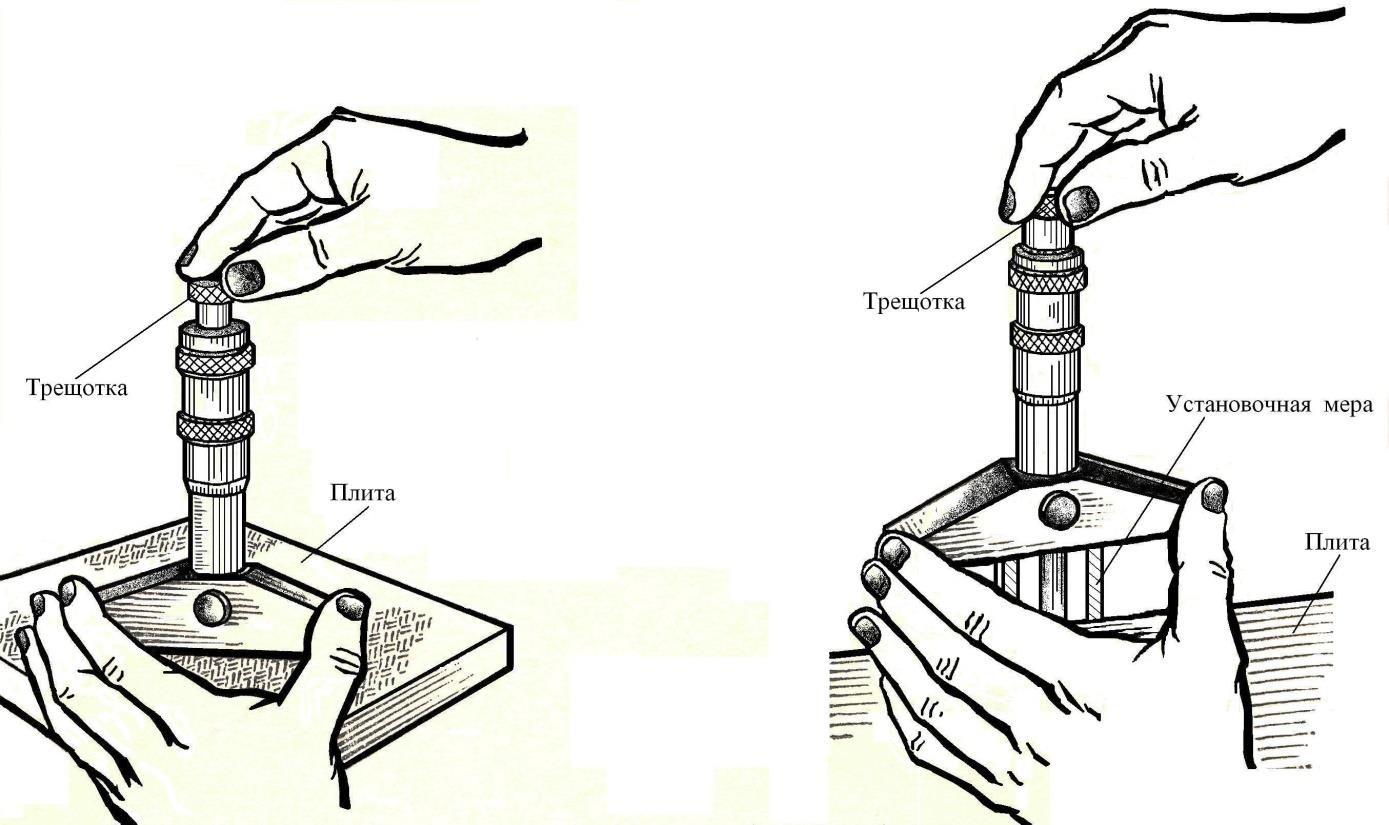 Трещотка
Плита
Трещотка
Установочная мера
Плита